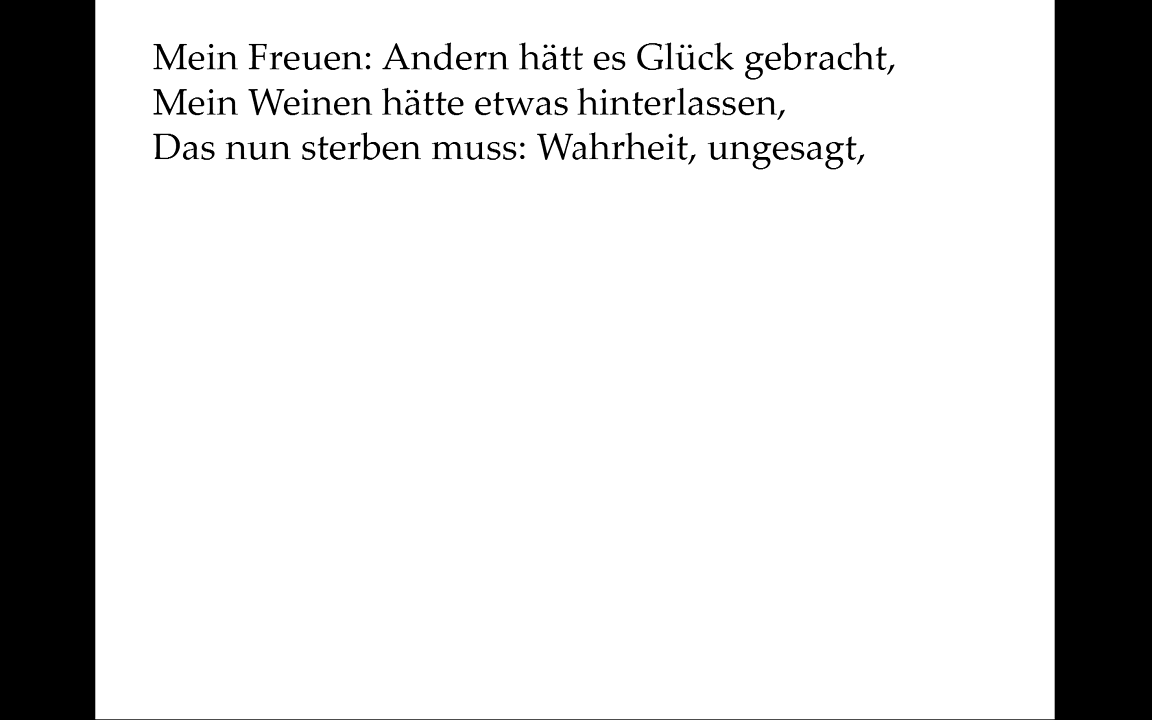 Mein Freuen: Andern hätt es Glück gebracht,
Mein Weinen hätte etwas hinterlassen,
Das nun sterben muss: Wahrheit, ungesagt,